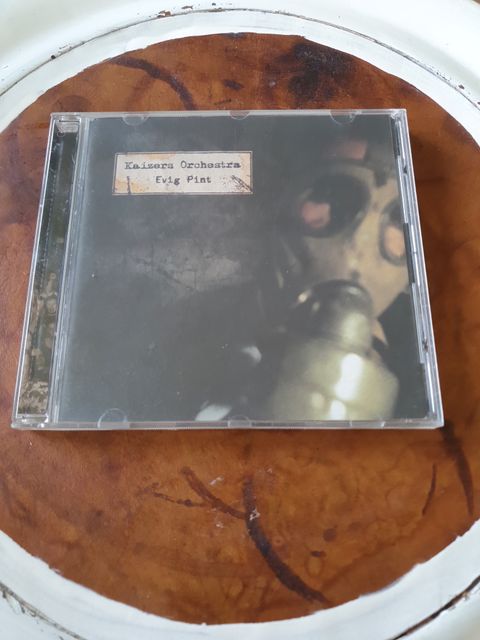 Kaizers Orchestra
Evig Pint